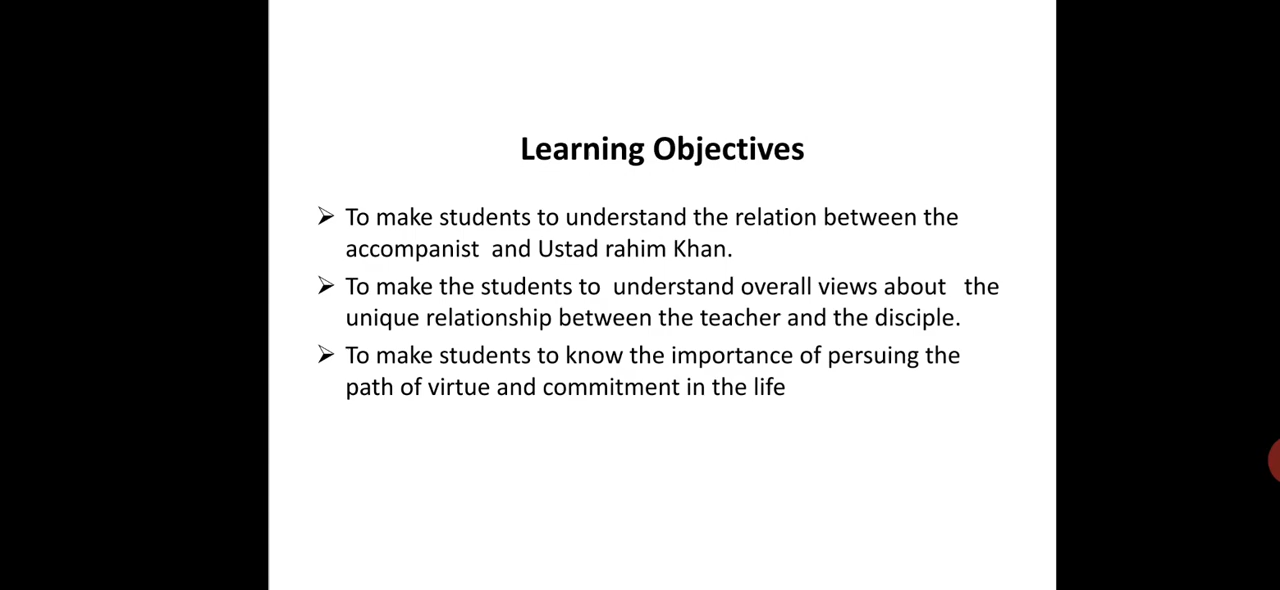 Learning Objectives
➢ To make students to understand the relation between the
accompanist  and Ustad rahim Khan.
➢ To make the students to  understand overall views about   the
unique relationship between the teacher and the disciple.
➢ To make students to know the importance of persuing the
path of virtue and commitment in the life